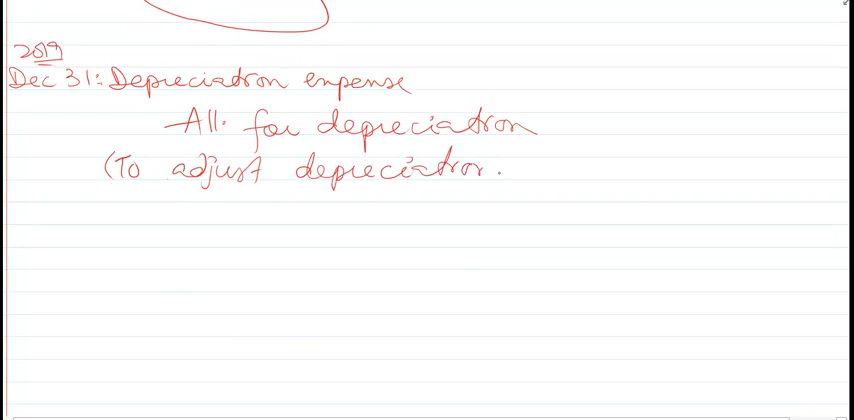 2019
Dec 31: Depreciation expense
All. for depreciation
(To adjust depreciation.